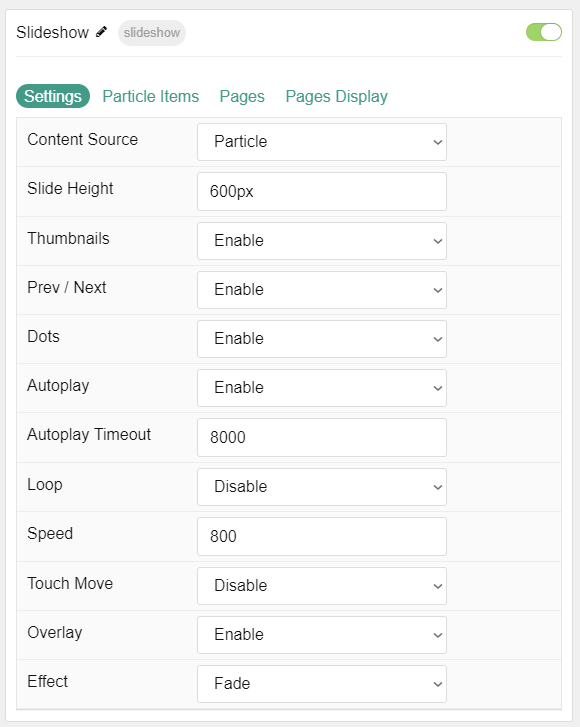 Slideshow slideshow
Settings Particle Items Pages Pages Display
Content Source Particle
Slide Height 600px
Thumbnails Enable
Prev / Next Enable
Dots Enable
Autoplay Enable
Autoplay Timeout 8000
Loop Disable
Speed 800
Touch Move Disable
Overlay Enable
Effect Fade